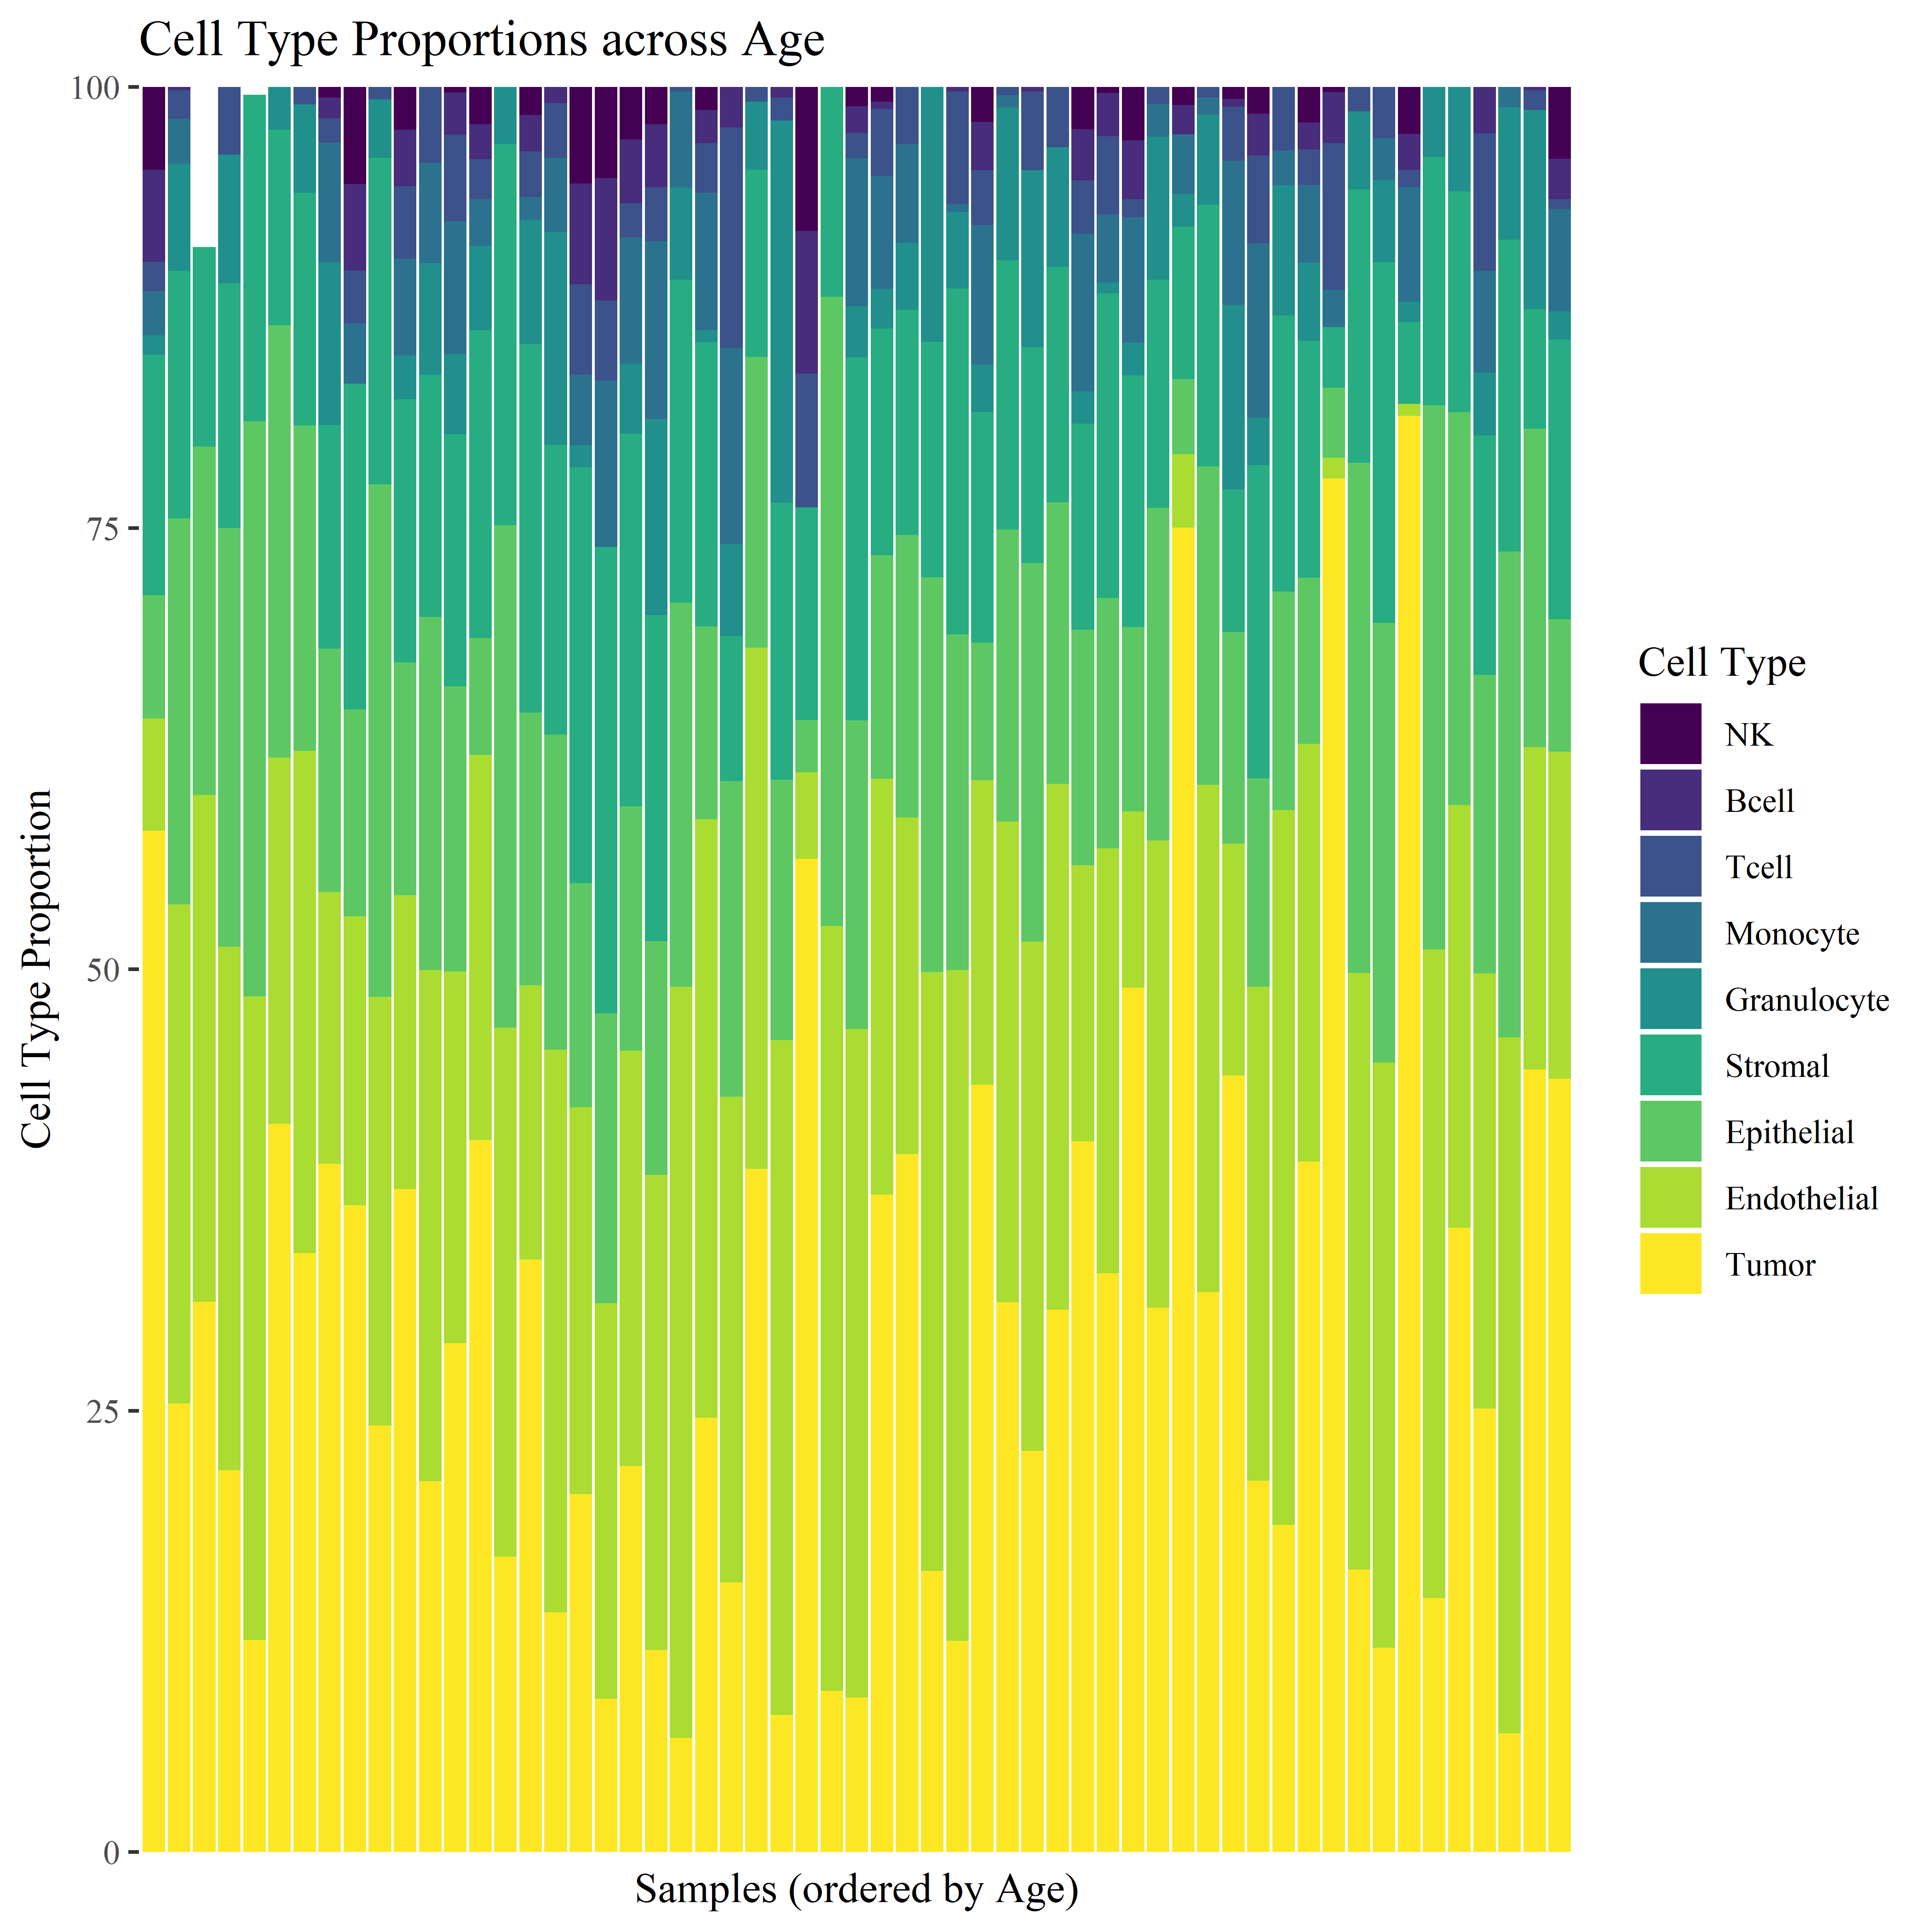 Cell Type Proportions across Age
100
75
50
25
0
Cell Type Proportion
Samples (ordered by Age)
Cell Type
NK
Bcell
Tcell
Monocyte
Granulocyte
Stromal
Epithelial
Endothelial
Tumor